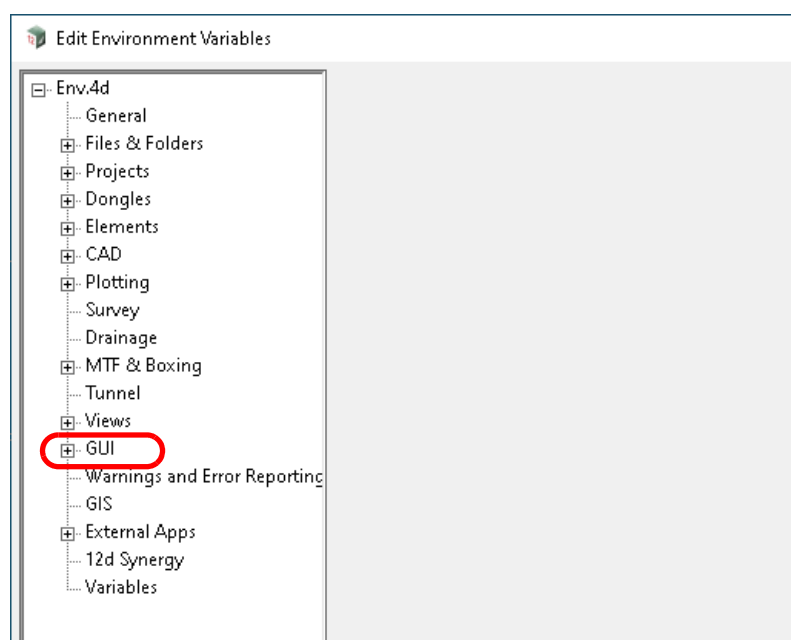 Edit Environment Variables
Env.4d
General
Files & Folders
Projects
Dongles
Elements
CAD
Plotting
Survey
Drainage
MTF & Boxing
Tunnel
Views
GUI
Warnings and Error Reporting
GIS
External Apps
12d Synergy
Variables